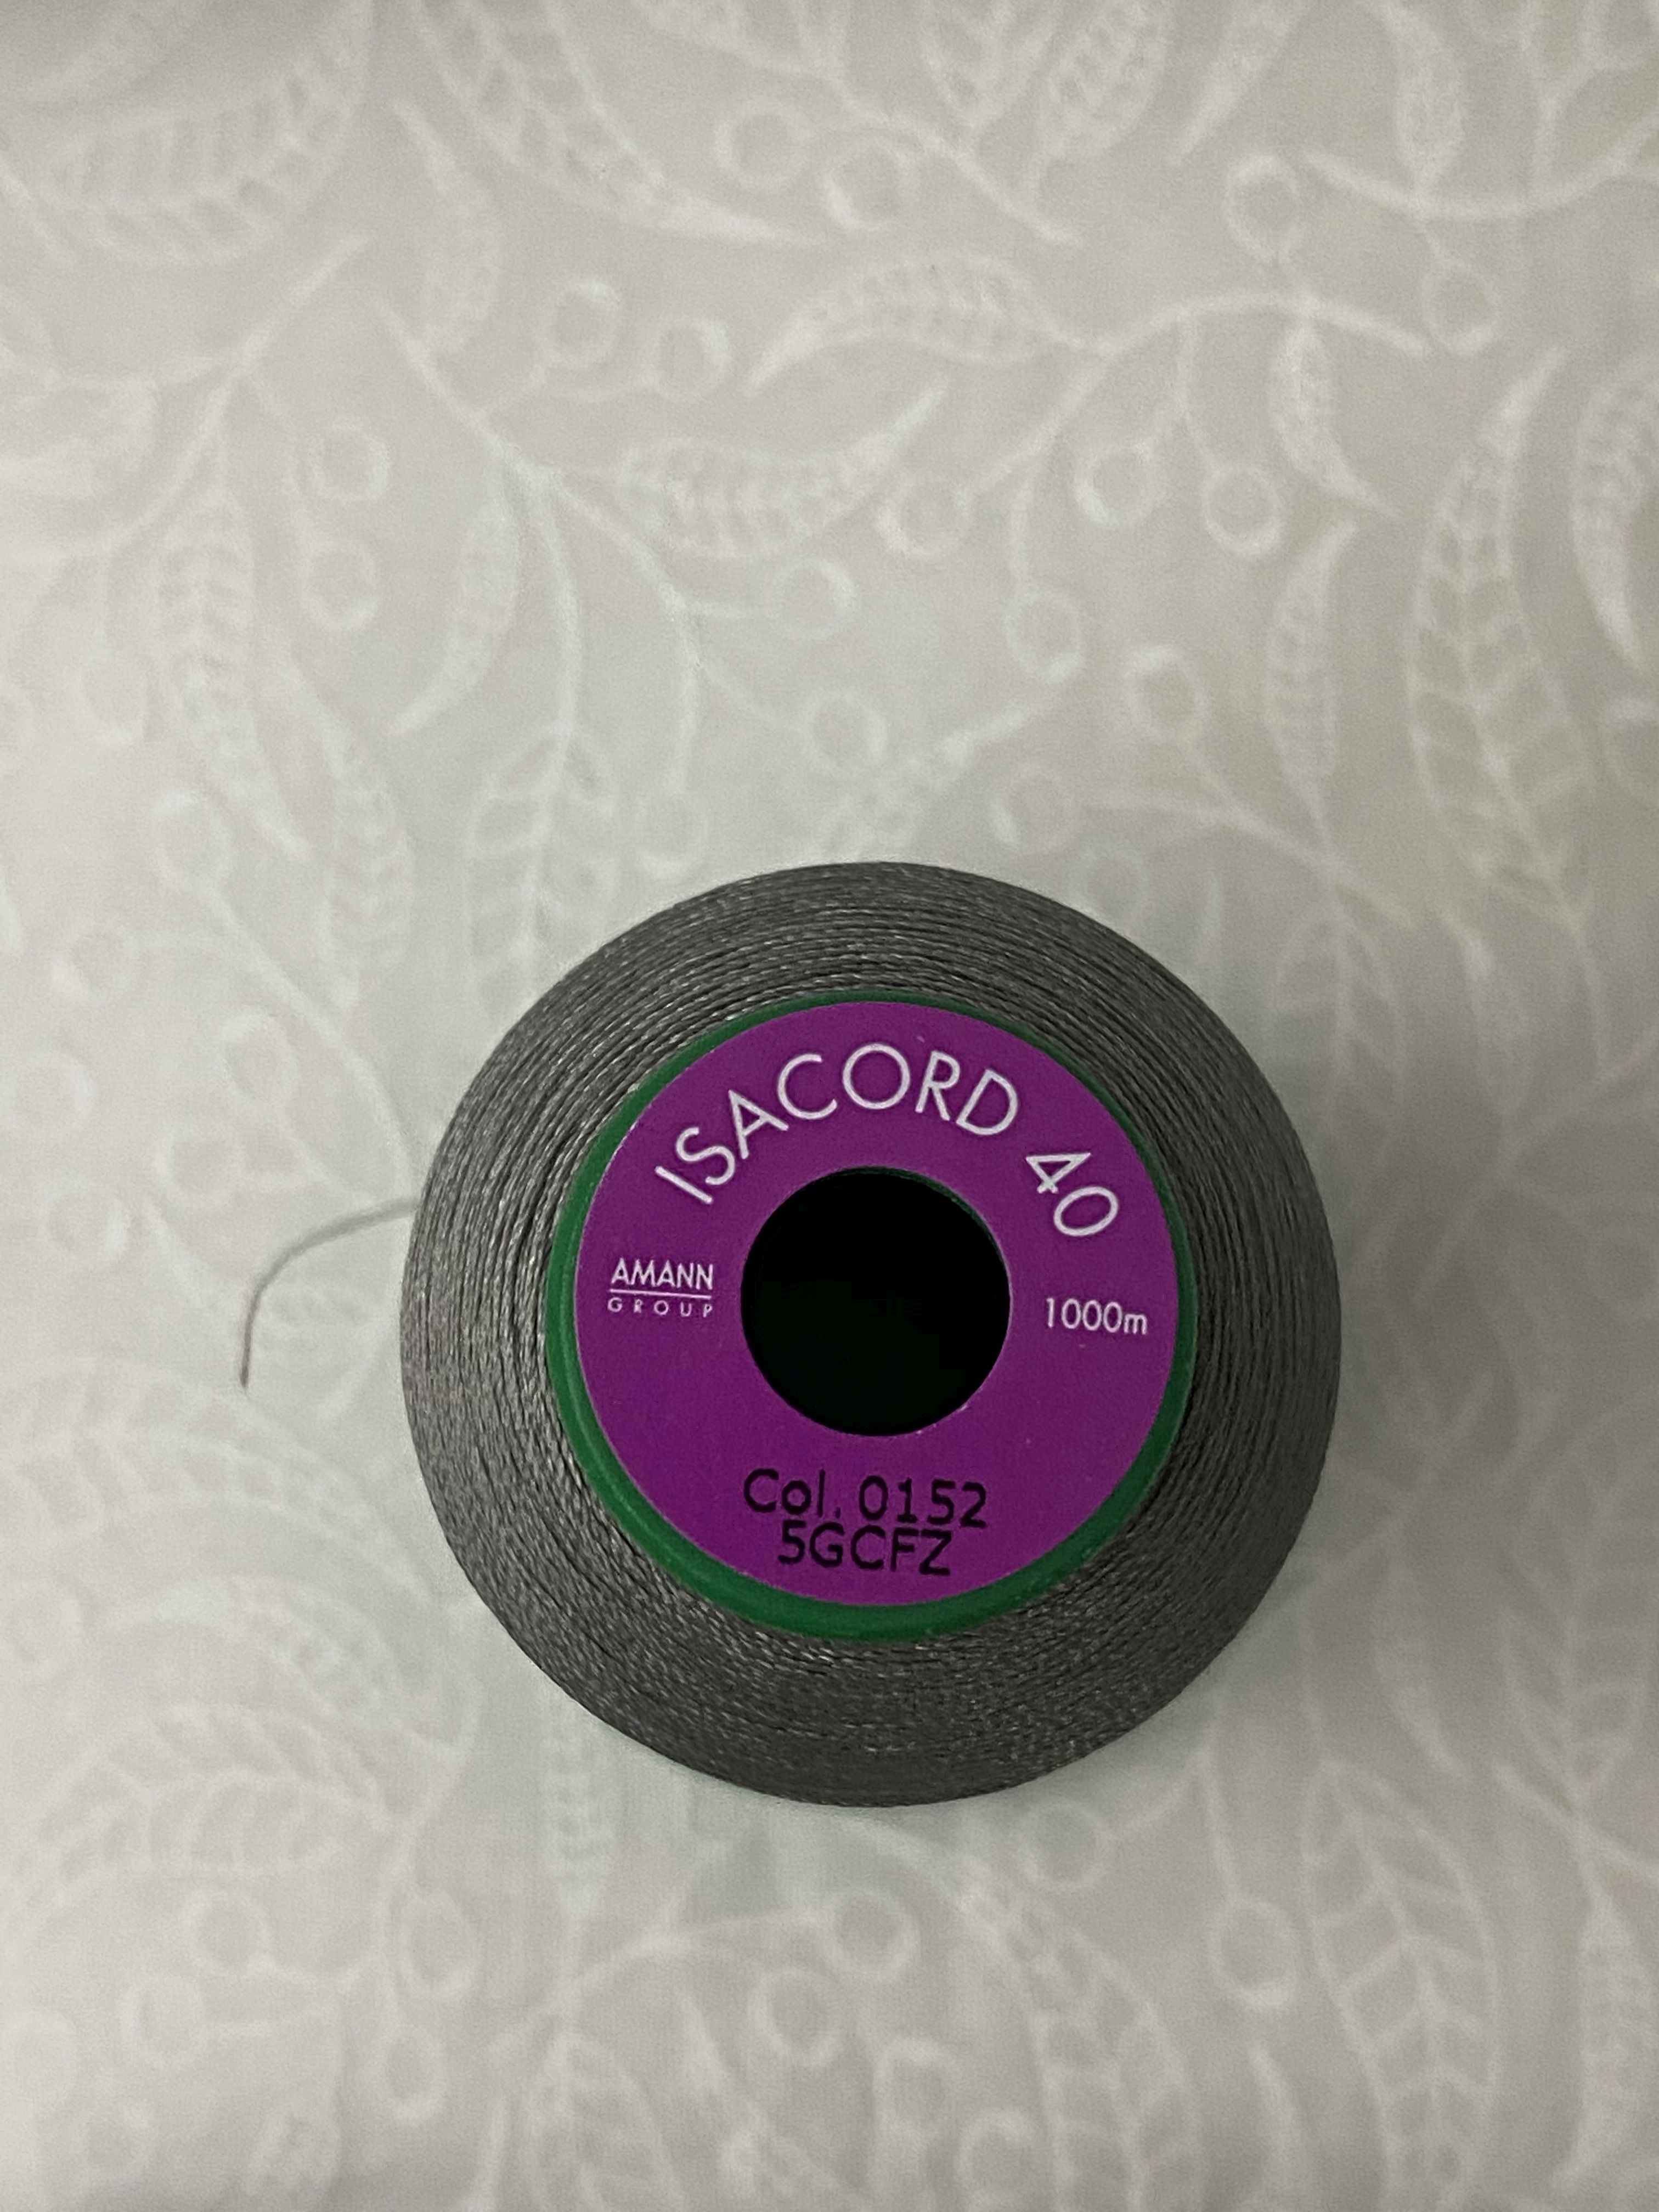 ISACORD 40
AMANN
GROUP
1000m
Col. 0152
5GCFZ